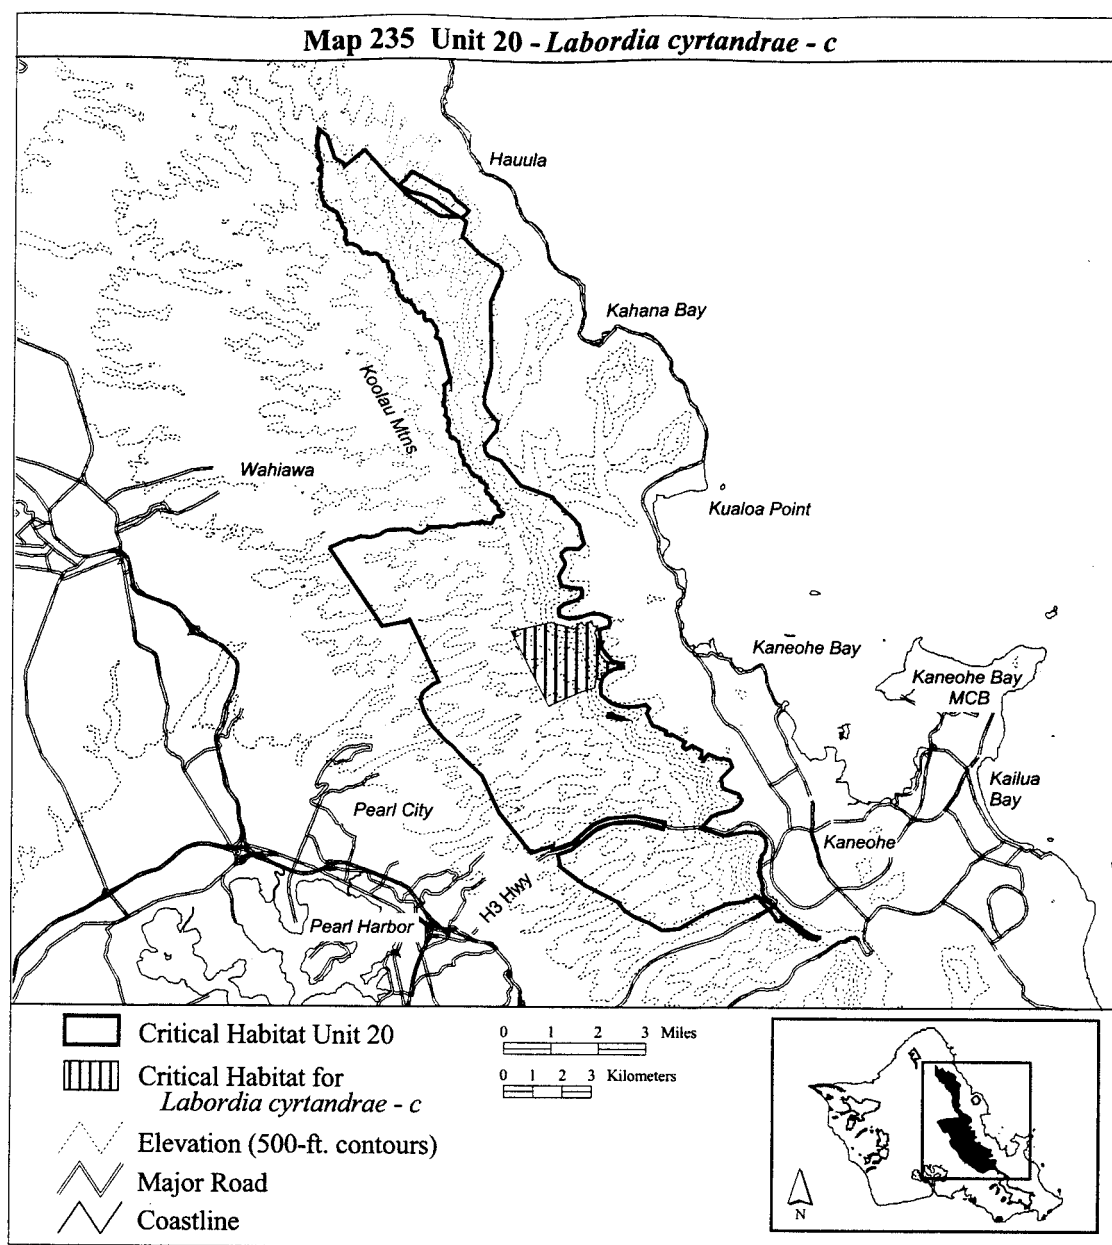 Map 235 Unit 20 - Labordia cyrtandrae - c
Hauula
Kahana Bay
Koolau Mtns
Wahiawa
Kualoa Point
Kaneohe Bay
Kaneohe Bay
MCB
Kailua
Bay
Pearl City
Kaneohe
H3 Hwy
Pearl Harbor
Critical Habitat Unit 20
Critical Habitat for
Labordia cyrtandrae - c
Elevation (500-ft. contours)
Major Road
Coastline
0 1 2 3 Miles
0 1 2 3 Kilometers
N